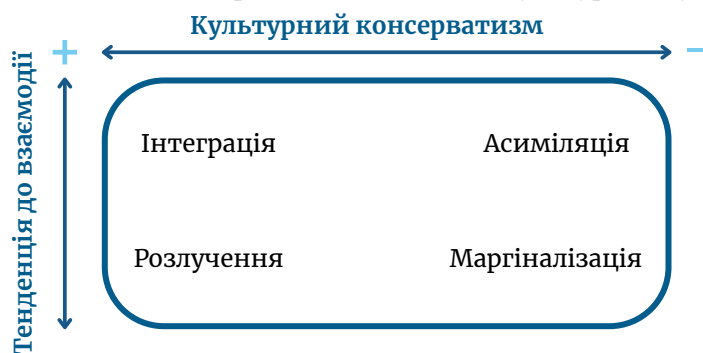 Культурний консерватизм
+
−
Тенденція до взаємодії
Інтеграція
Асиміляція
Розлучення
Маргіналізація